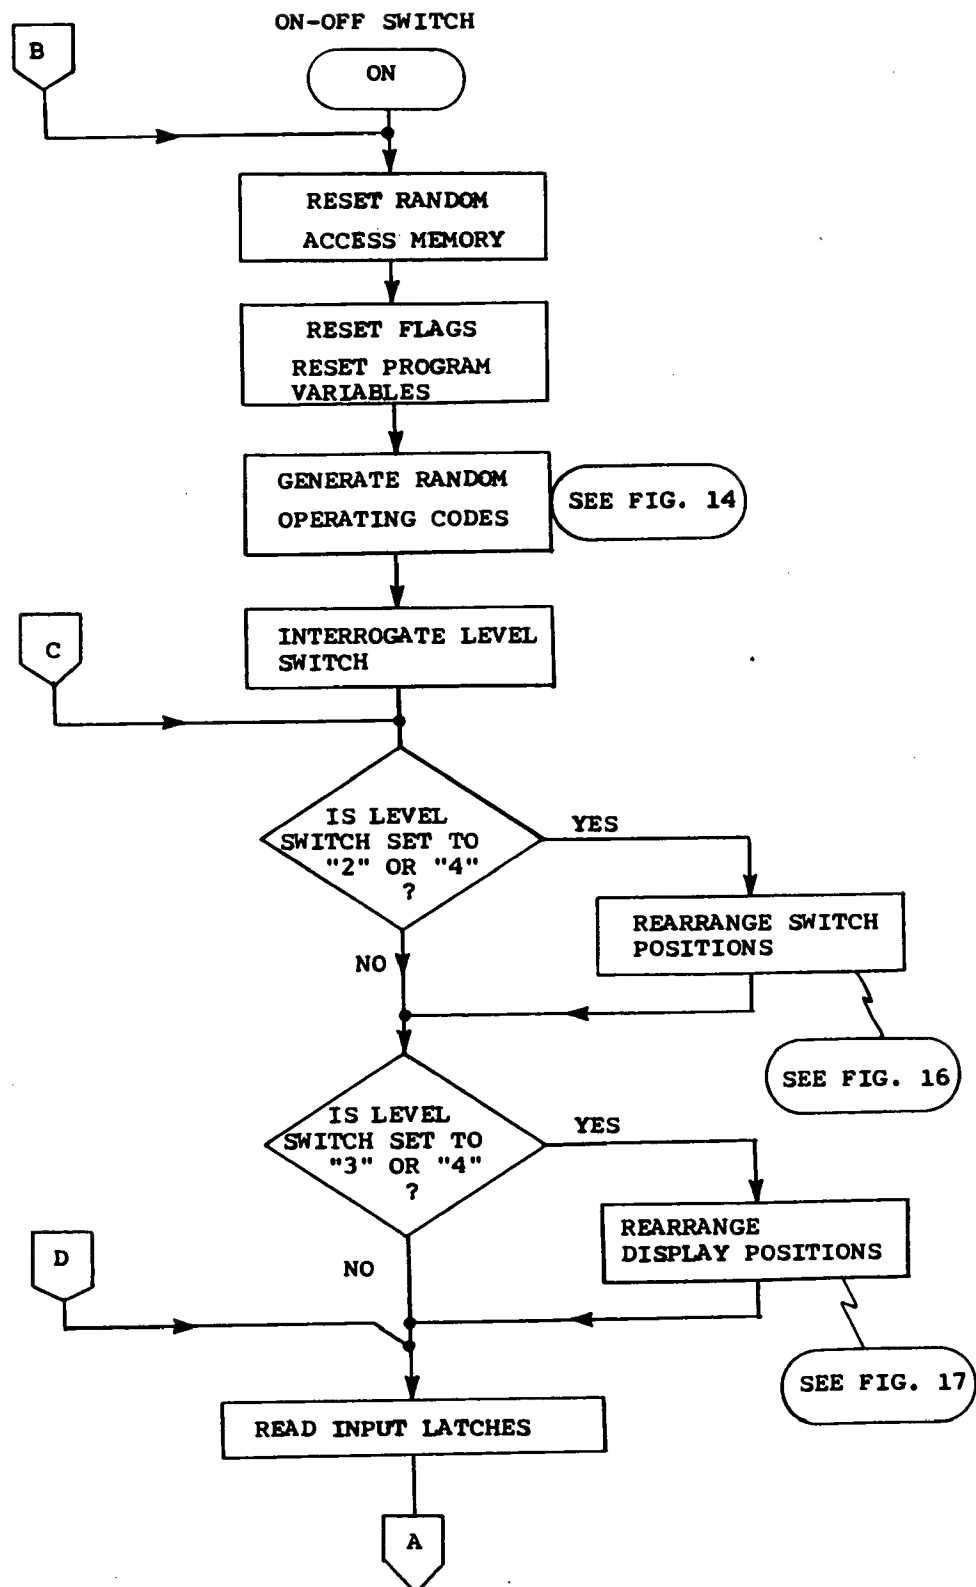 ON-OFF SWITCH
B
ON
RESET RANDOM
ACCESS MEMORY
RESET FLAGS
RESET PROGRAM
VARIABLES
GENERATE RANDOM
OPERATING CODES
SEE FIG. 14
INTERROGATE LEVEL
SWITCH
C
IS LEVEL
SWITCH SET TO
"2" OR "4"
?
YES
REARRANGE SWITCH
POSITIONS
NO
SEE FIG. 16
IS LEVEL
SWITCH SET TO
"3" OR "4"
?
YES
REARRANGE
DISPLAY POSITIONS
D
NO
SEE FIG. 17
READ INPUT LATCHES
A